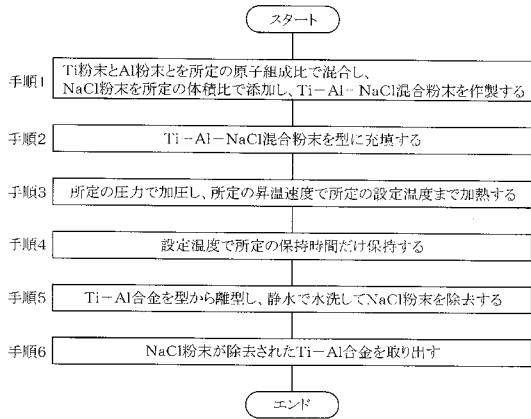 スタート
手順1
Ti粉末とAl粉末とを所定の原子組成比で混合し、
NaCl粉末を所定の体積比で添加し、Ti－Al－NaCl混合粉末を作製する
手順2
Ti－Al－NaCl混合粉末を型に充填する
手順3
所定の圧力で加圧し、所定の昇温速度で所定の設定温度まで加熱する
手順4
設定温度で所定の保持時間だけ保持する
手順5
Ti－Al合金を型から離型し、静水で水洗してNaCl粉末を除去する
手順6
NaCl粉末が除去されたTi－Al合金を取り出す
エンド